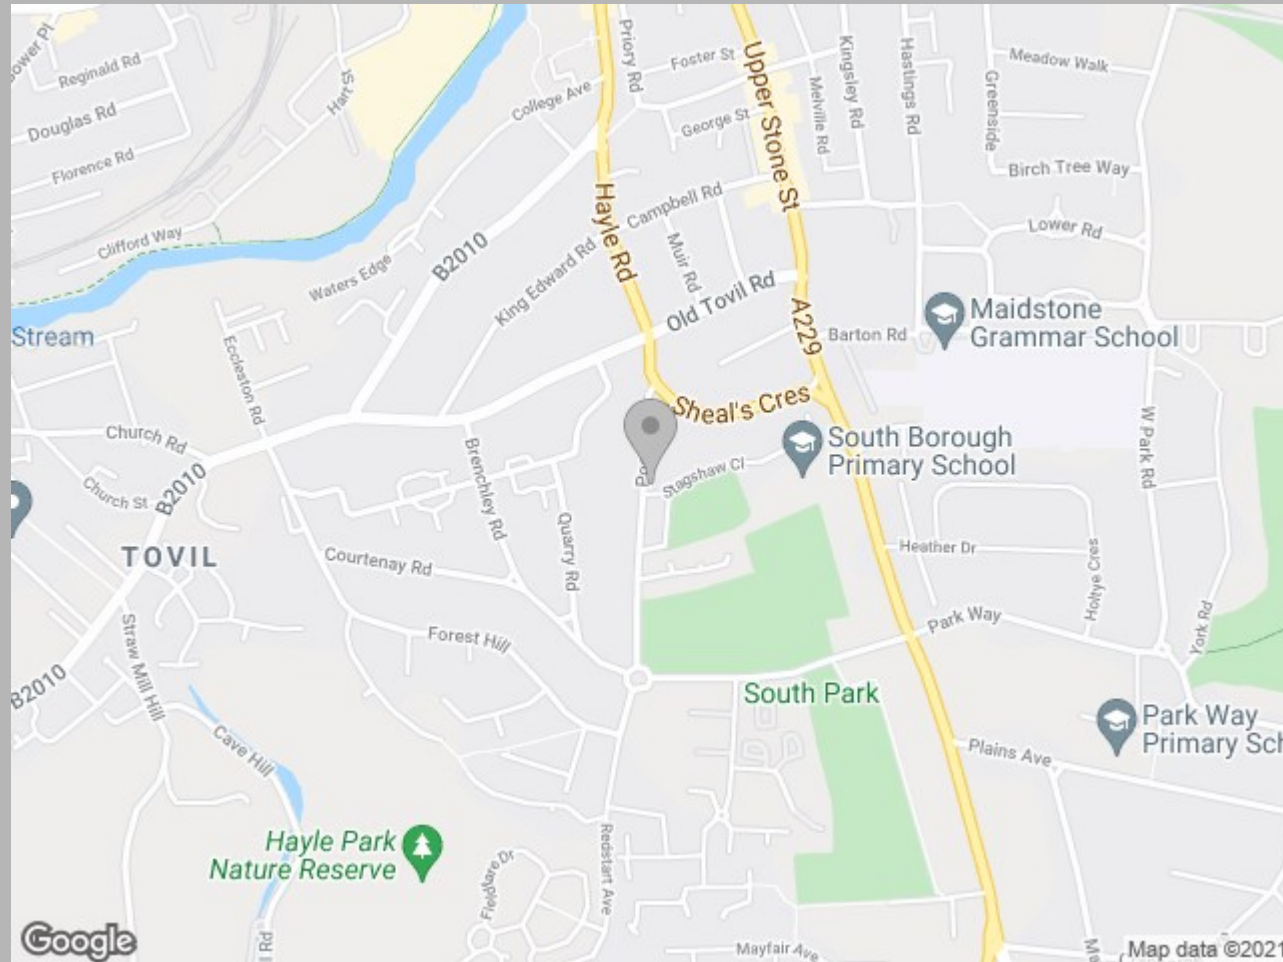 Reginald Rd
Douglas Rd
Florence Rd
Hart St
Clifford Way
Priory Rd
Foster St
College Ave
George St
Upper Stone St
Melville Rd
Kingsley Rd
Hastings Rd
Greenside
Meadow Walk
Birch Tree Way
Lower Rd
Hayle Rd
Campbell Rd
Muir Rd
King Edward Rd
Waters Edge
B2010
Old Tovil Rd
A229
Barton Rd
Maidstone
Grammar School
Stream
Eccleston Rd
Sheal's Cres
South Borough
Primary School
Stagshaw Cl
W Park Rd
Church Rd
Church St
B2010
Brenchley Rd
Quarry Rd
TOVIL
Courtenay Rd
Heather Dr
Holtye Cres
Park Way
York Rd
Forest Hill
Straw Mill Hill
B2010
Cave Hill
South Park
Park Way
Primary Sch
Plains Ave
Hayle Park
Nature Reserve
Redstart Ave
Fieldfare Dr
Mayfair Ave
Google
Map data ©2021